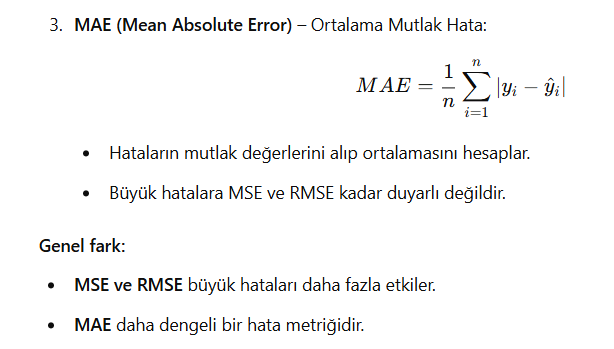 3. MAE (Mean Absolute Error) – Ortalama Mutlak Hata:
MAE = \frac{1}{n} \sum_{i=1}^{n} |y_i - \hat{y}_i|
• Hataların mutlak değerlerini alıp ortalamasını hesaplar.
• Büyük hatalara MSE ve RMSE kadar duyarlı değildir.
Genel fark:
• MSE ve RMSE büyük hataları daha fazla etkiler.
• MAE daha dengeli bir hata metriğidir.